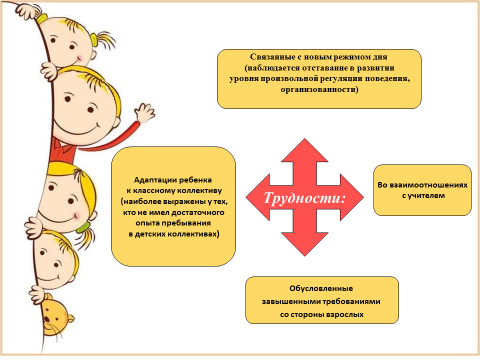 Связанные с новым режимом дня
(наблюдается отставание в развитии
уровня произвольной регуляции поведения,
организованности)
Адаптации ребенка
к классному коллективу
(наиболее выражены у тех,
кто не имел достаточного
опыта пребывания
в детских коллективах)
Трудности:
Во взаимоотношениях
с учителем
Обусловленные
завышенными требованиями
со стороны взрослых